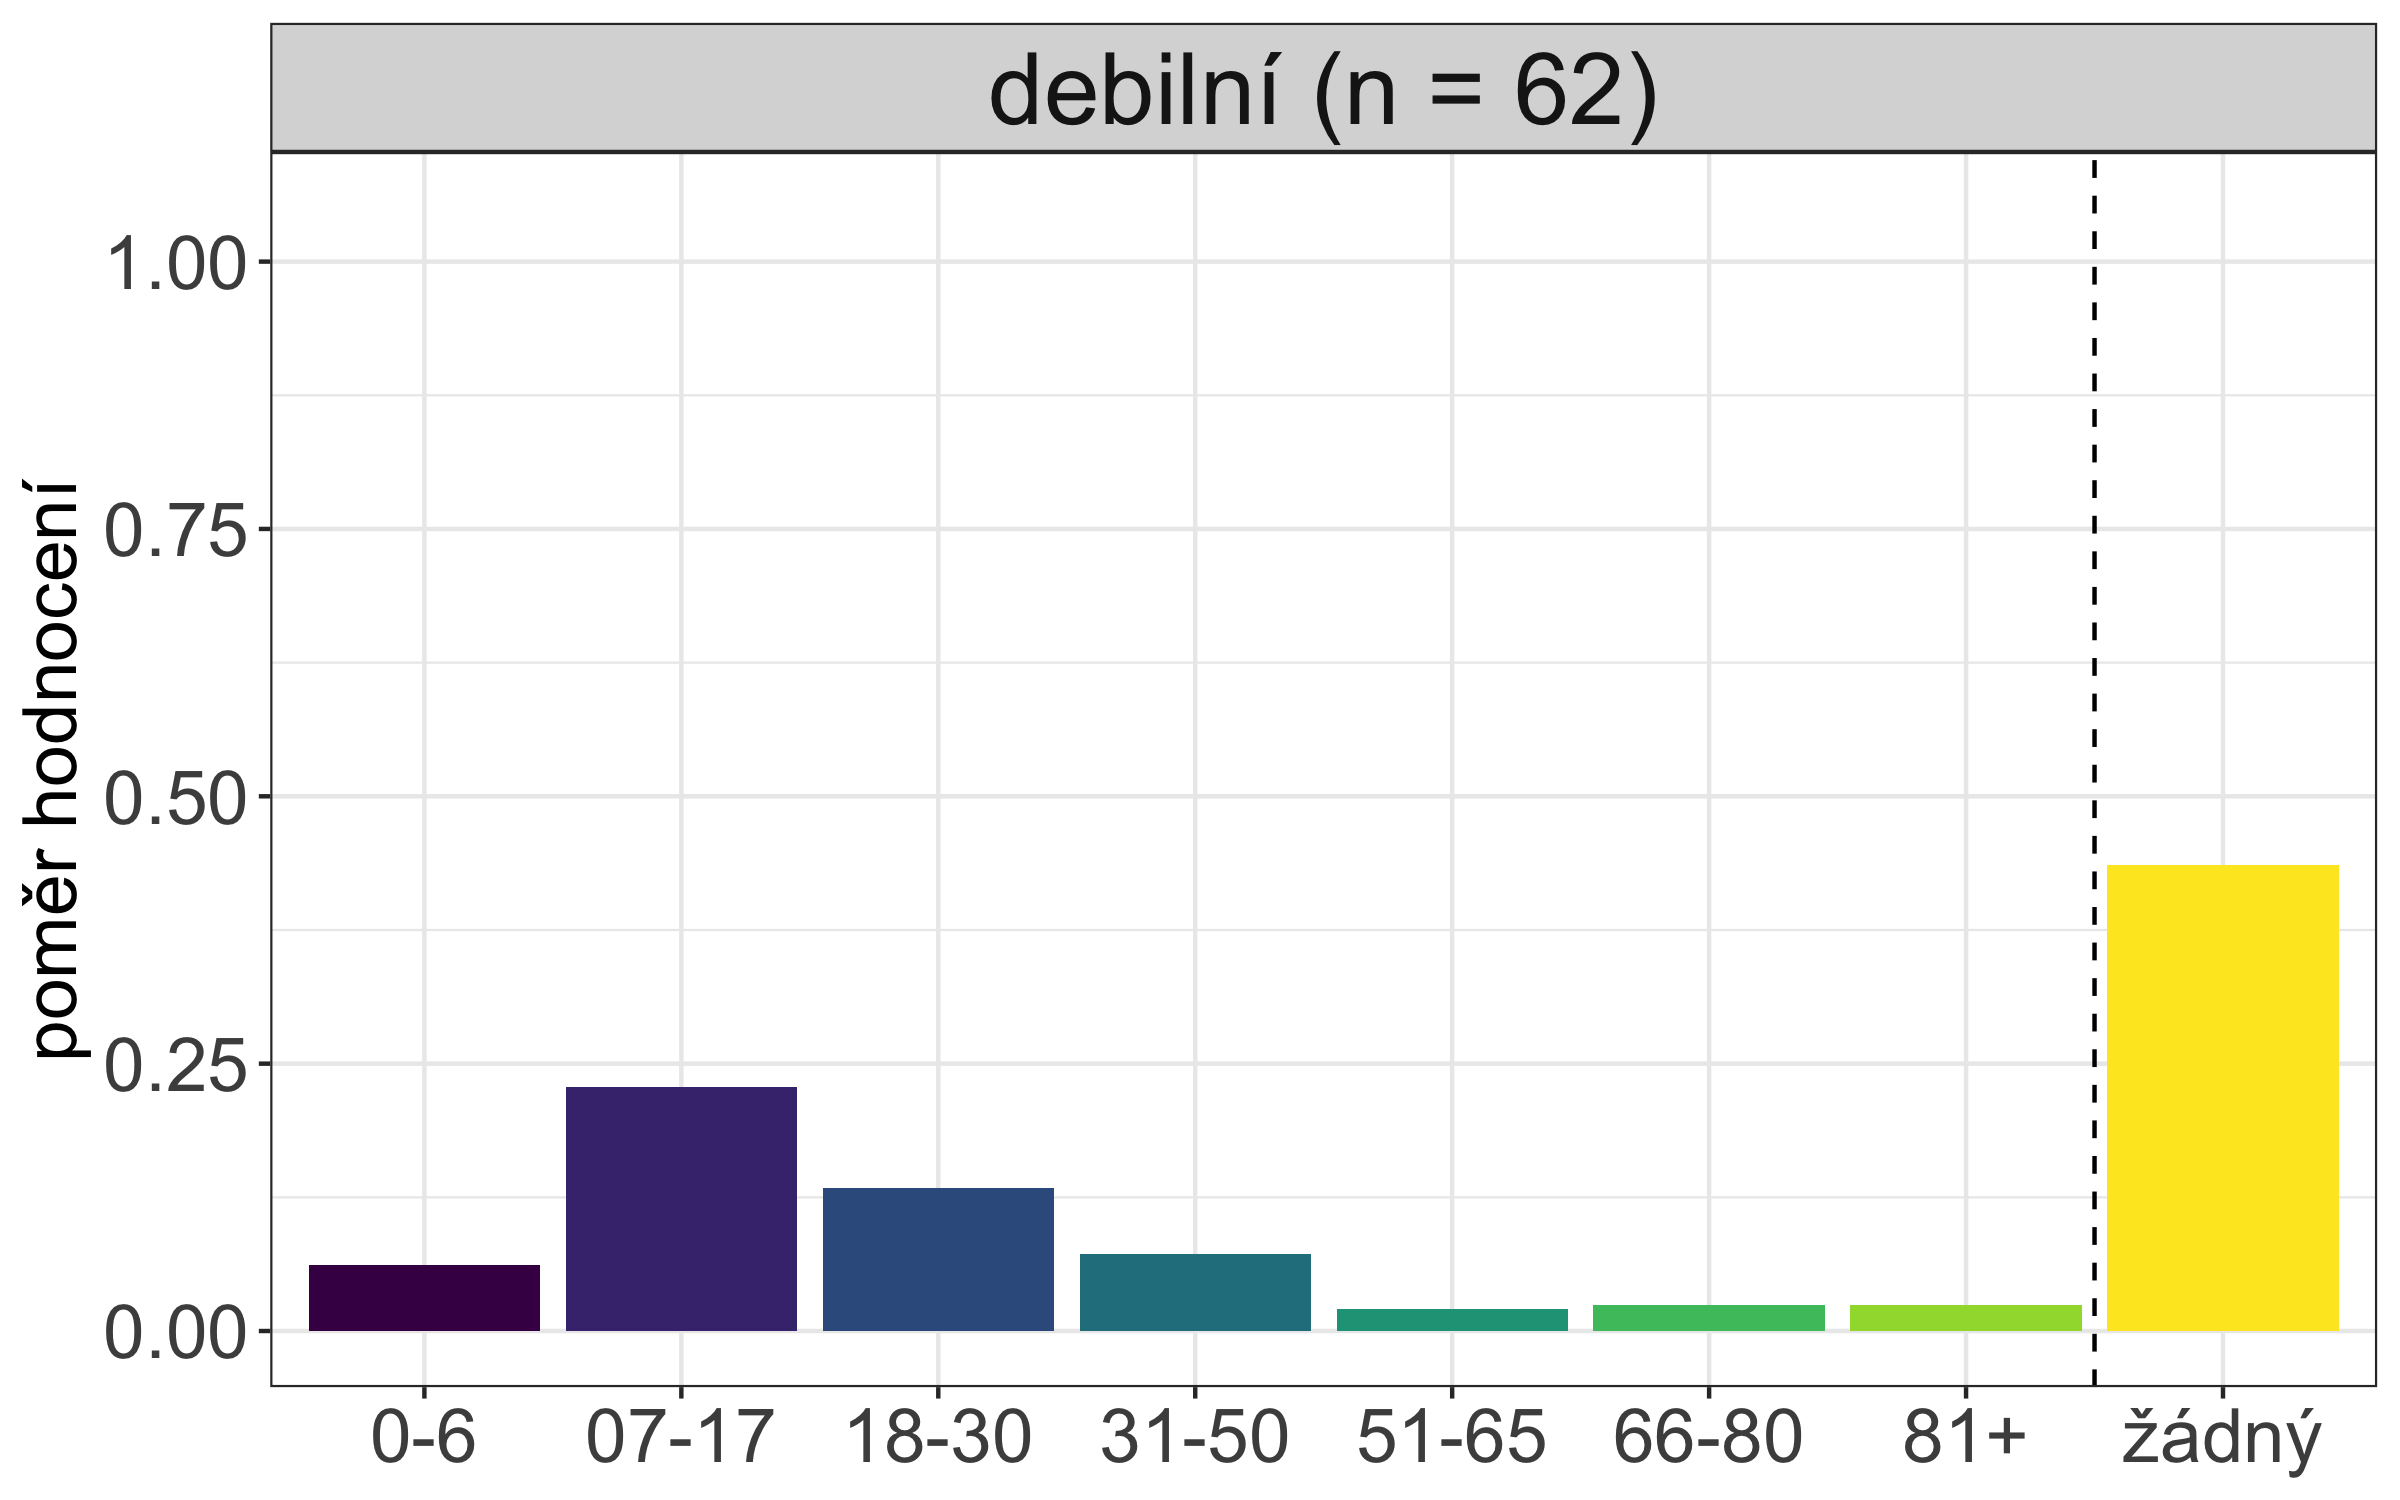 debilní (n = 62)
poměr hodnocení
1.00
0.75
0.50
0.25
0.00
0-6 07-17 18-30 31-50 51-65 66-80 81+ žádný